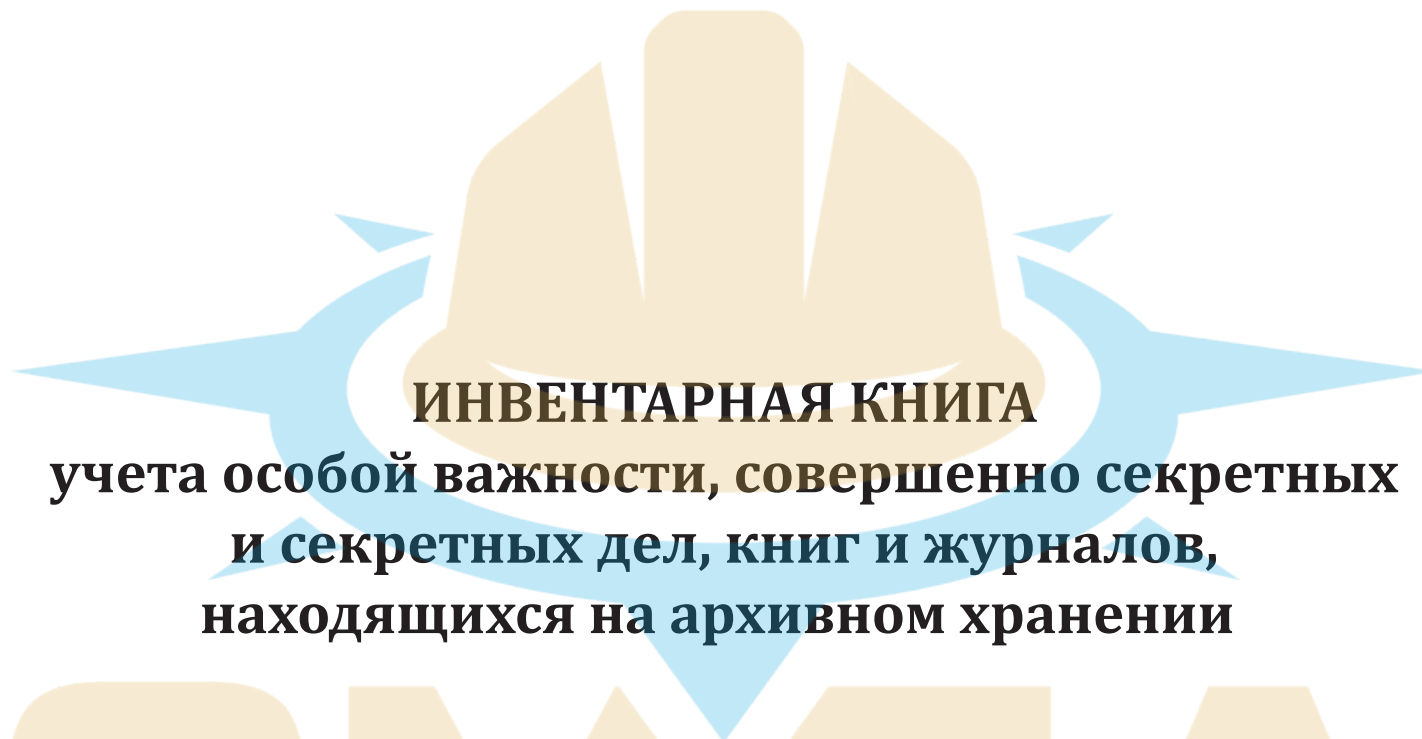 ИНВЕНТАРНАЯ КНИГА
учета особой важности, совершенно секретных
и секретных дел, книг и журналов,
находящихся на архивном хранении